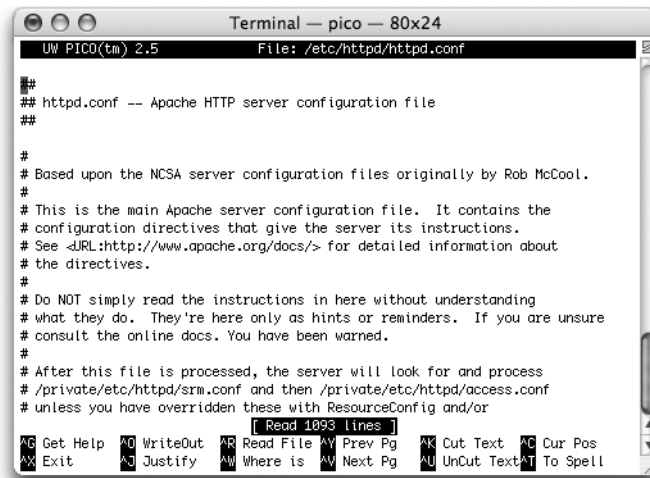 Terminal — pico — 80x24
UW PICO(tm) 2.5 File: /etc/httpd/httpd.conf
##
## httpd.conf -- Apache HTTP server configuration file
##
#
# Based upon the NCSA server configuration files originally by Rob McCool.
#
# This is the main Apache server configuration file. It contains the
# configuration directives that give the server its instructions.
# See <URL:http://www.apache.org/docs/> for detailed information about
# the directives.
#
# Do NOT simply read the instructions in here without understanding
# what they do. They're here only as hints or reminders. If you are unsure
# consult the online docs. You have been warned.
#
# After this file is processed, the server will look for and process
# /private/etc/httpd/srm.conf and then /private/etc/httpd/access.conf
# unless you have overridden these with ResourceConfig and/or
[ Read 1093 lines ]
^G Get Help ^O WriteOut ^R Read File ^Y Prev Pg ^K Cut Text ^C Cur Pos
^X Exit ^J Justify ^W Where is ^V Next Pg ^U UnCut Text ^T To Spell